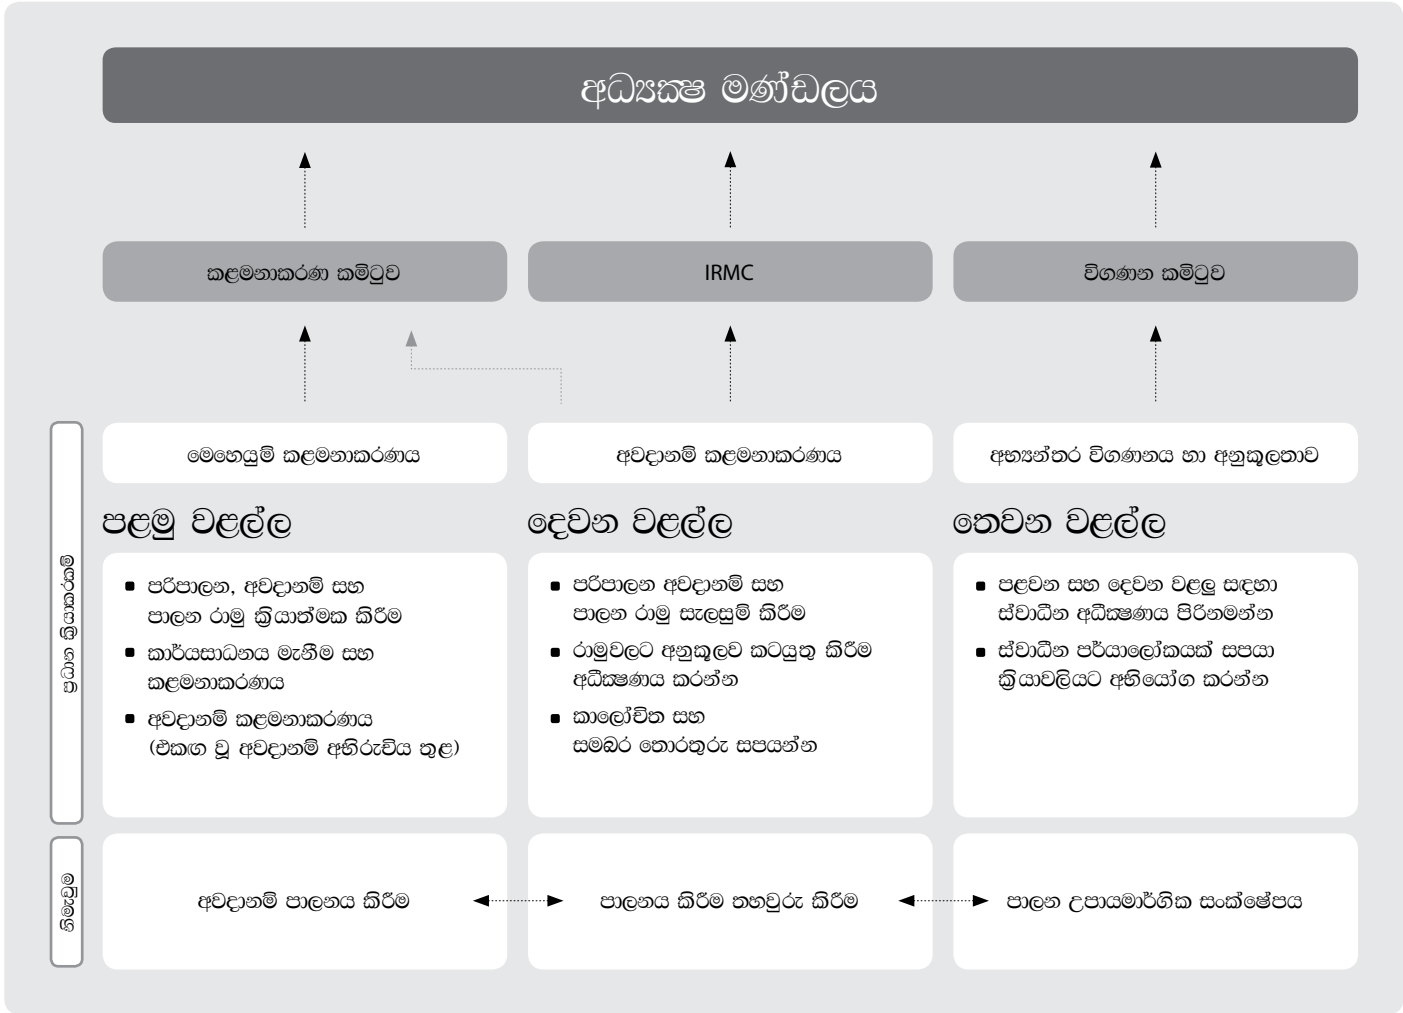 අධ්‍යක්ෂ මණ්ඩලය
කළමනාකරණ කමිටුව
IRMC
විගණන කමිටුව
මෙහෙයුම් කළමනාකරණය
අවදානම් කළමනාකරණය
අභ්‍යන්තර විගණනය හා අනුකූලතාව
ප්‍රධාන ක්‍රියාකාරකම්
පළමු වළල්ල
පරිපාලන, අවදානම් සහ
පාලන රාමු ක්‍රියාත්මක කිරීම
කාර්යසාධනය මැනීම සහ
කළමනාකරණය
අවදානම් කළමනාකරණය
(එකඟ වූ අවදානම් අභිරුචිය තුළ)
දෙවන වළල්ල
පරිපාලන අවදානම් සහ
පාලන රාමු සැලසුම් කිරීම
රාමුවලට අනුකූලව කටයුතු කිරීම
අධීක්ෂණය කරන්න
කාලෝචිත සහ
සමබර තොරතුරු සපයන්න
තෙවන වළල්ල
පළවන සහ දෙවන වළලු සඳහා
ස්වාධීන අධීක්ෂණය පිරිනමන්න
ස්වාධීන පර්යාලෝකයක් සපයා
ක්‍රියාවලියට අභියෝග කරන්න
අවදානම් පාලනය කිරීම
පාලනය කිරීම තහවුරු කිරීම
පාලන උපායමාර්ගික සංක්ෂේපය